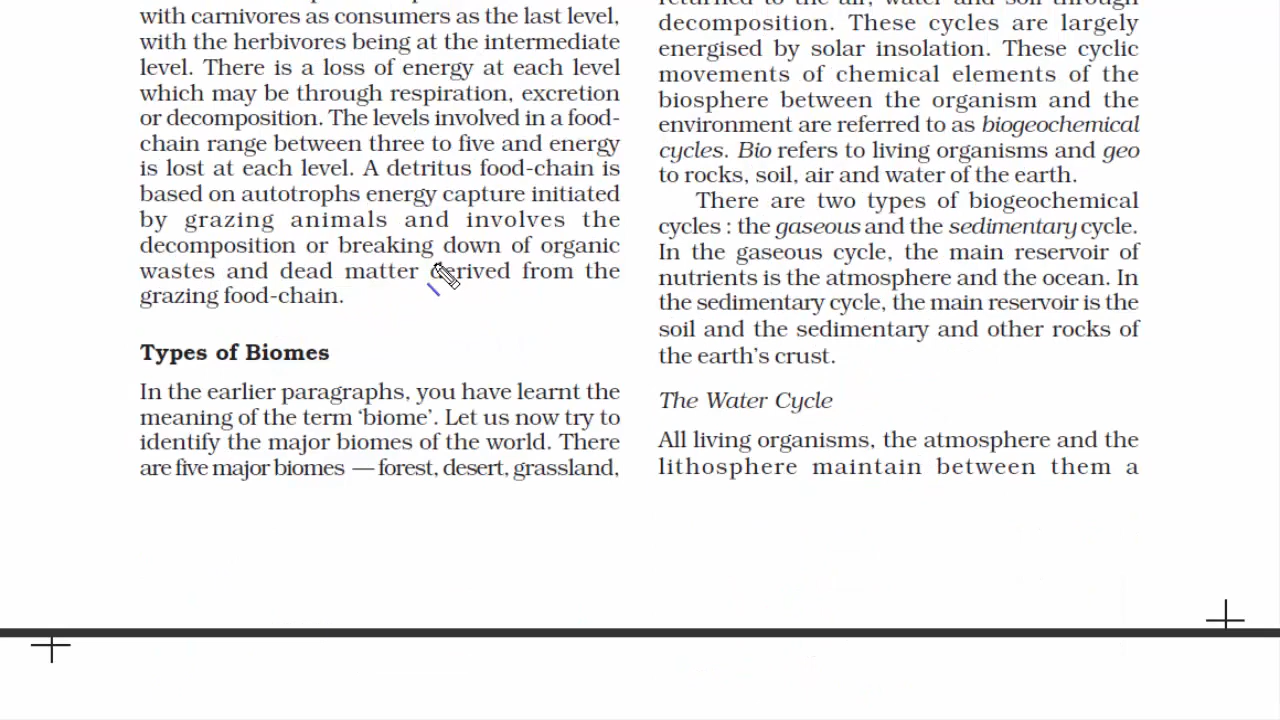 with carnivores as consumers as the last level,
with the herbivores being at the intermediate
level. There is a loss of energy at each level
which may be through respiration, excretion
or decomposition. The levels involved in a food-
chain range between three to five and energy
is lost at each level. A detritus food-chain is
based on autotrophs energy capture initiated
by grazing animals and involves the
decomposition or breaking down of organic
wastes and dead matter derived from the
grazing food-chain.
Types of Biomes
In the earlier paragraphs, you have learnt the
meaning of the term ‘biome’. Let us now try to
identify the major biomes of the world. There
are five major biomes — forest, desert, grassland,
returned to the air, water and soil through
decomposition. These cycles are largely
energised by solar insolation. These cyclic
movements of chemical elements of the
biosphere between the organism and the
environment are referred to as biogeochemical
cycles. Bio refers to living organisms and geo
to rocks, soil, air and water of the earth.
There are two types of biogeochemical
cycles : the gaseous and the sedimentary cycle.
In the gaseous cycle, the main reservoir of
nutrients is the atmosphere and the ocean. In
the sedimentary cycle, the main reservoir is the
soil and the sedimentary and other rocks of
the earth’s crust.
The Water Cycle
All living organisms, the atmosphere and the
lithosphere maintain between them a